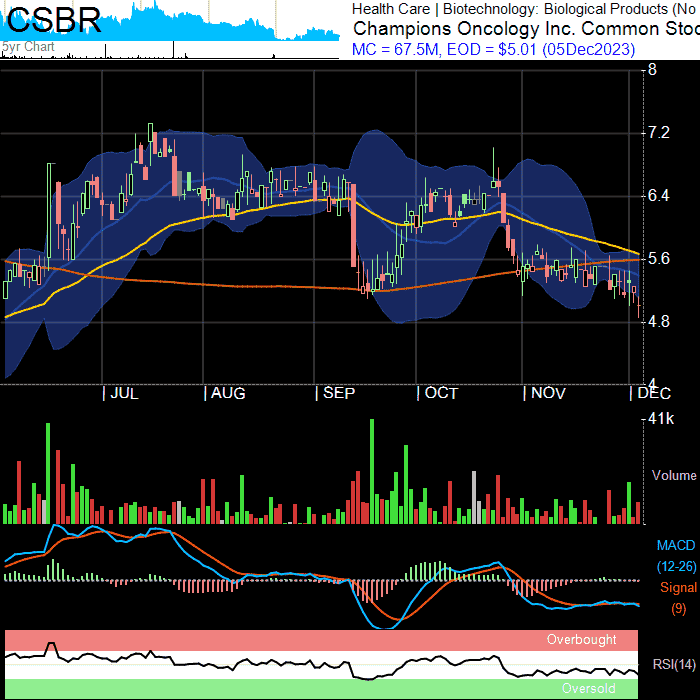 CSBR
5yr Chart
Health Care | Biotechnology: Biological Products (No
Champions Oncology Inc. Common Stoc
MC = 67.5M, EOD = $5.01 (05Dec2023)
8
7.2
6.4
5.6
4.8
4
JUL
AUG
SEP
OCT
NOV
DEC
41k
Volume
MACD
(12-26)
Signal
(9)
Overbought
RSI(14)
Oversold